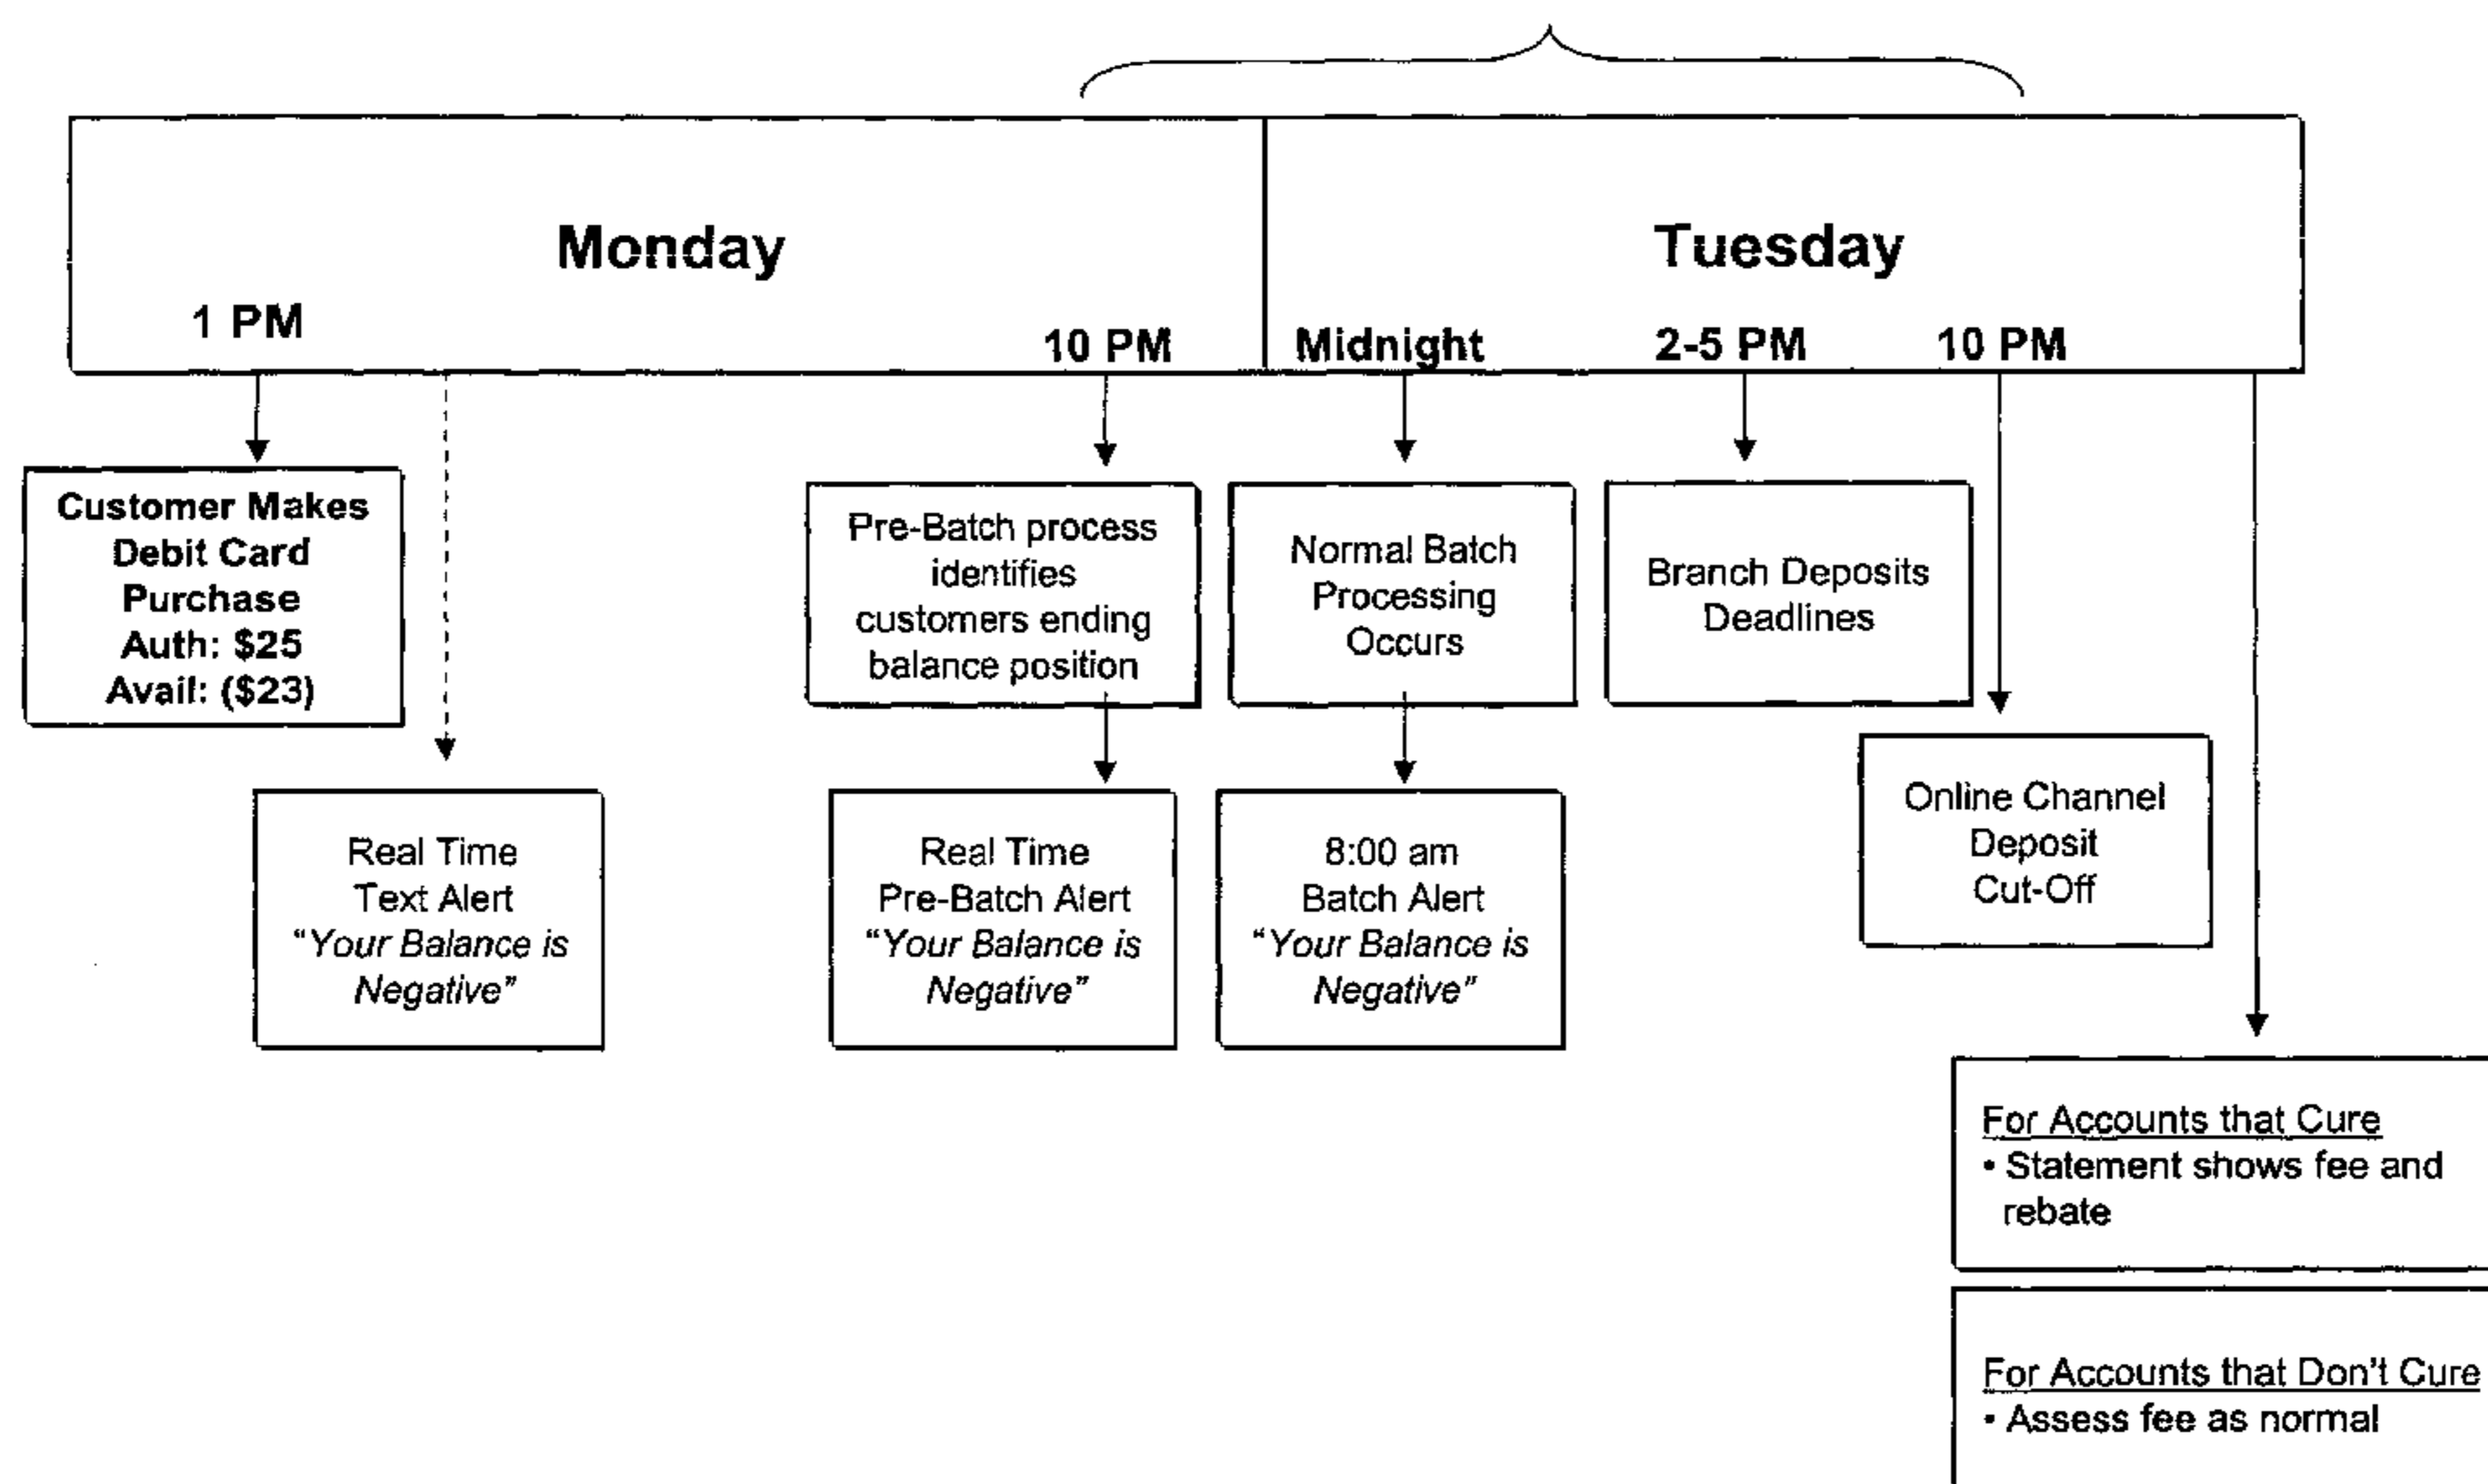 Monday
Tuesday
1 PM
10 PM
Midnight
2-5 PM
10 PM
Customer Makes
Debit Card
Purchase
Auth: $25
Avail: ($23)
Real Time
Text Alert
“Your Balance is
Negative”
Pre-Batch process
identifies
customers ending
balance position
Real Time
Pre-Batch Alert
“Your Balance is
Negative”
Normal Batch
Processing
Occurs
8:00 am
Batch Alert
“Your Balance is
Negative”
Branch Deposits
Deadlines
Online Channel
Deposit
Cut-Off
For Accounts that Cure
• Statement shows fee and
rebate
For Accounts that Don't Cure
• Assess fee as normal